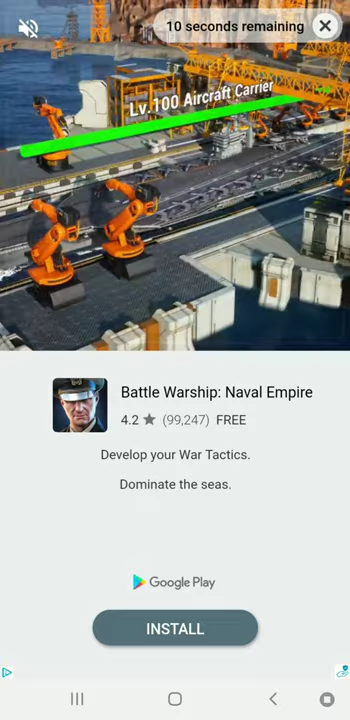 10 seconds remaining
Lv.100 Aircraft Carrier
Battle Warship: Naval Empire
4.2 ★ (99,247) FREE
Develop your War Tactics.
Dominate the seas.
Google Play
INSTALL